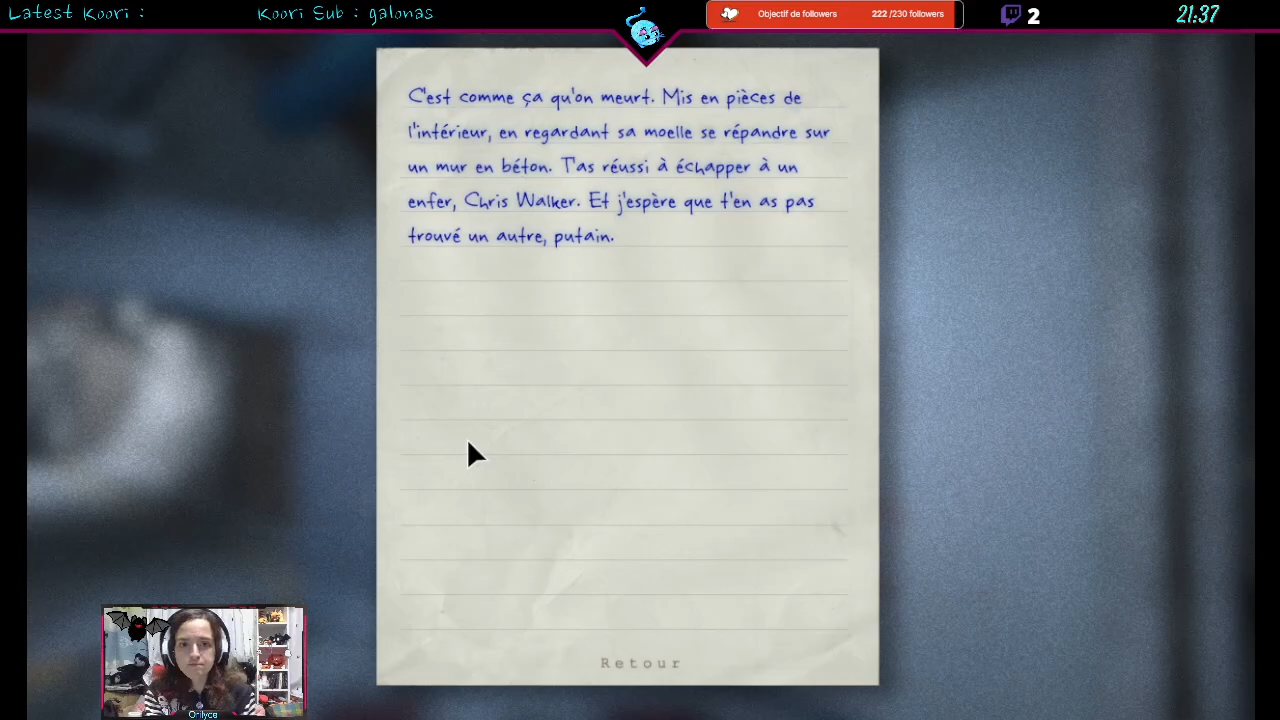 Latest Koori :
Koori Sub : galonas
Objectif de followers
222 /230 followers
2
21:37
C'est comme ça qu'on meurt. Mis en pièces de
l'intérieur, en regardant sa moelle se répandre sur
un mur en béton. T'as réussi à échapper à un
enfer, Chris Walker. Et j'espère que t'en as pas
trouvé un autre, putain.
Retour
Orilyce